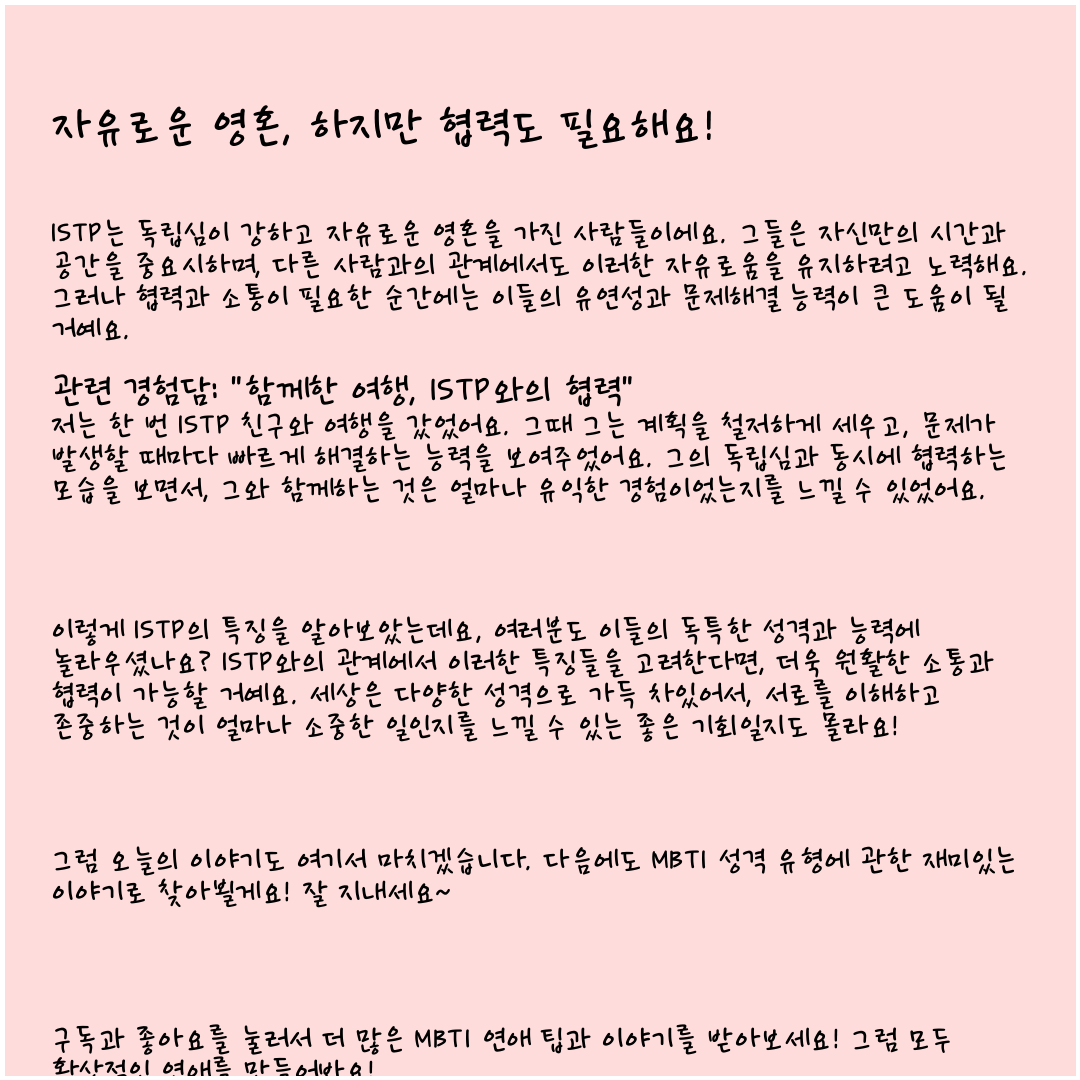 자유로운 영혼, 하지만 협력도 필요해요!
ISTP는 독립심이 강하고 자유로운 영혼을 가진 사람들이에요. 그들은 자신만의 시간과
공간을 중요시하며, 다른 사람과의 관계에서도 이러한 자유로움을 유지하려고 노력해요.
그러나 협력과 소통이 필요한 순간에는 이들의 유연성과 문제해결 능력이 큰 도움이 될
거예요.
관련 경험담: "함께한 여행, ISTP와의 협력"
저는 한 번 ISTP 친구와 여행을 갔었어요. 그때 그는 계획을 철저하게 세우고, 문제가
발생할 때마다 빠르게 해결하는 능력을 보여주었어요. 그의 독립심과 동시에 협력하는
모습을 보면서, 그와 함께하는 것은 얼마나 유익한 경험이었는지를 느낄 수 있었어요.
이렇게 ISTP의 특징을 알아보았는데요, 여러분도 이들의 독특한 성격과 능력에
놀라우셨나요? ISTP와의 관계에서 이러한 특징들을 고려한다면, 더욱 원활한 소통과
협력이 가능할 거예요. 세상은 다양한 성격으로 가득 차있어서, 서로를 이해하고
존중하는 것이 얼마나 소중한 일인지를 느낄 수 있는 좋은 기회일지도 몰라요!
그럼 오늘의 이야기도 여기서 마치겠습니다. 다음에도 MBTI 성격 유형에 관한 재미있는
이야기로 찾아뵐게요! 잘 지내세요~
구독과 좋아요를 눌러서 더 많은 MBTI 연애 팁과 이야기를 받아보세요! 그럼 모두
환상적인 연애를 만들어봐요!